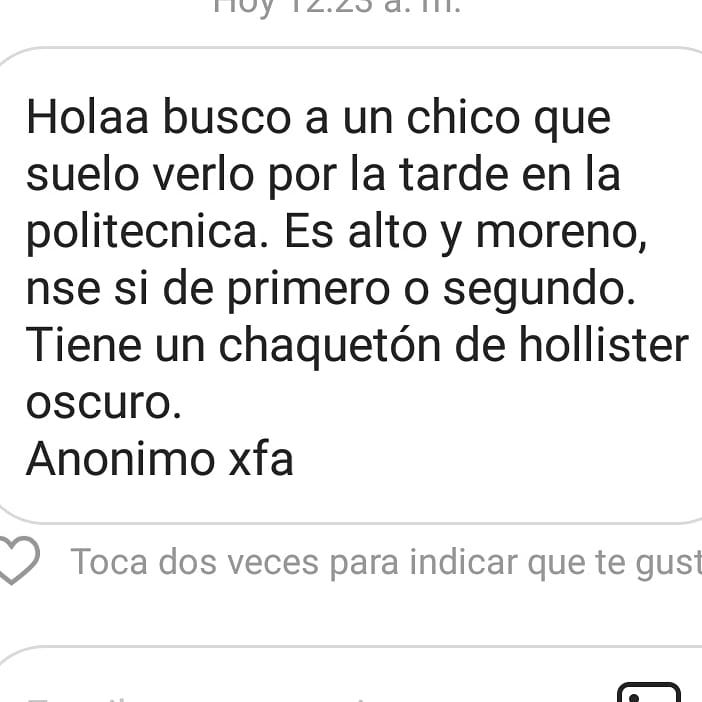 Hoy 12:23 a. m.
Holaa busco a un chico que
suelo verlo por la tarde en la
politecnica. Es alto y moreno,
nse si de primero o segundo.
Tiene un chaquetón de hollister
oscuro.
Anonimo xfa
Toca dos veces para indicar que te gust